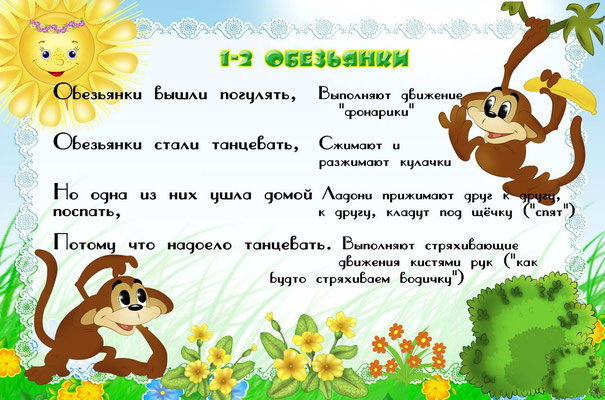 1-2 ОБЕЗЬЯНКИ
Обезьянки вышли погулять, Выполняют движение
"фонарики"
Обезьянки стали танцевать, Сжимают и
разжимают кулачки
Но одна из них ушла домой Ладони прижимают друг к другу,
поспать, к другу, кладут под щёчку ("спят")
Потому что надоело танцевать. Выполняют стряхивающие
движения кистями рук ("как
будто стряхиваем водичку")